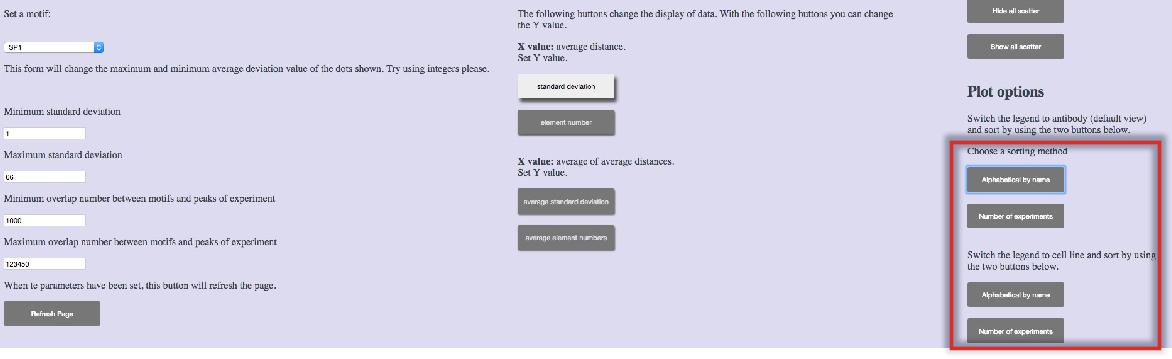 Set a motif:
SP1
This form will change the maximum and minimum average deviation value of the dots shown. Try using integers please.
Minimum standard deviation
1
Maximum standard deviation
66
Minimum overlap number between motifs and peaks of experiment
1000
Maximum overlap number between motifs and peaks of experiment
123450
When te parameters have been set, this button will refresh the page.
Refresh Page
The following buttons change the display of data. With the following buttons you can change
the Y value.
X value: average distance.
Set Y value.
standard deviation
element number
X value: average of average distances.
Set Y value.
average standard deviation
average element numbers
Hide all scatter
Show all scatter
Plot options
Switch the legend to antibody (default view)
and sort by using the two buttons below.
Choose a sorting method
Alphabetical by name
Number of experiments
Switch the legend to cell line and sort by using
the two buttons below.
Alphabetical by name
Number of experiments